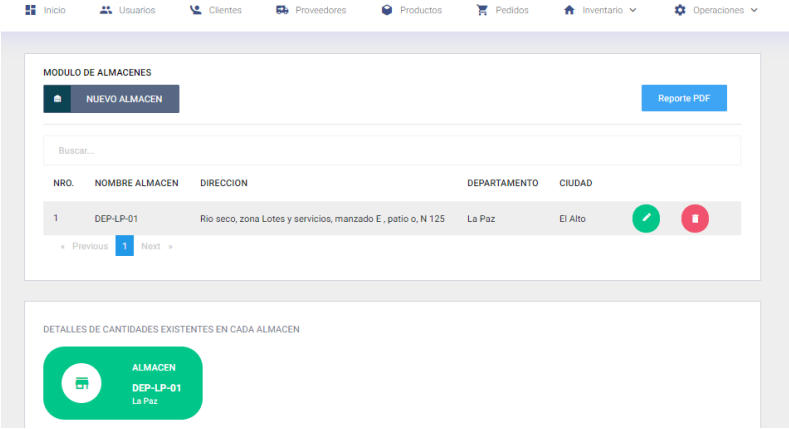 Inicio Usuarios Clientes Proveedores Productos Pedidos Inventario Operaciones
MODULO DE ALMACENES
NUEVO ALMACEN Reporte PDF
Buscar...
NRO. NOMBRE ALMACEN DIRECCION DEPARTAMENTO CIUDAD
1 DEP-LP-01 Rio seco, zona Lotes y servicios, manzado E , patio o, N 125 La Paz El Alto
« Previous 1 Next »
DETALLES DE CANTIDADES EXISTENTES EN CADA ALMACEN
ALMACEN
DEP-LP-01
La Paz